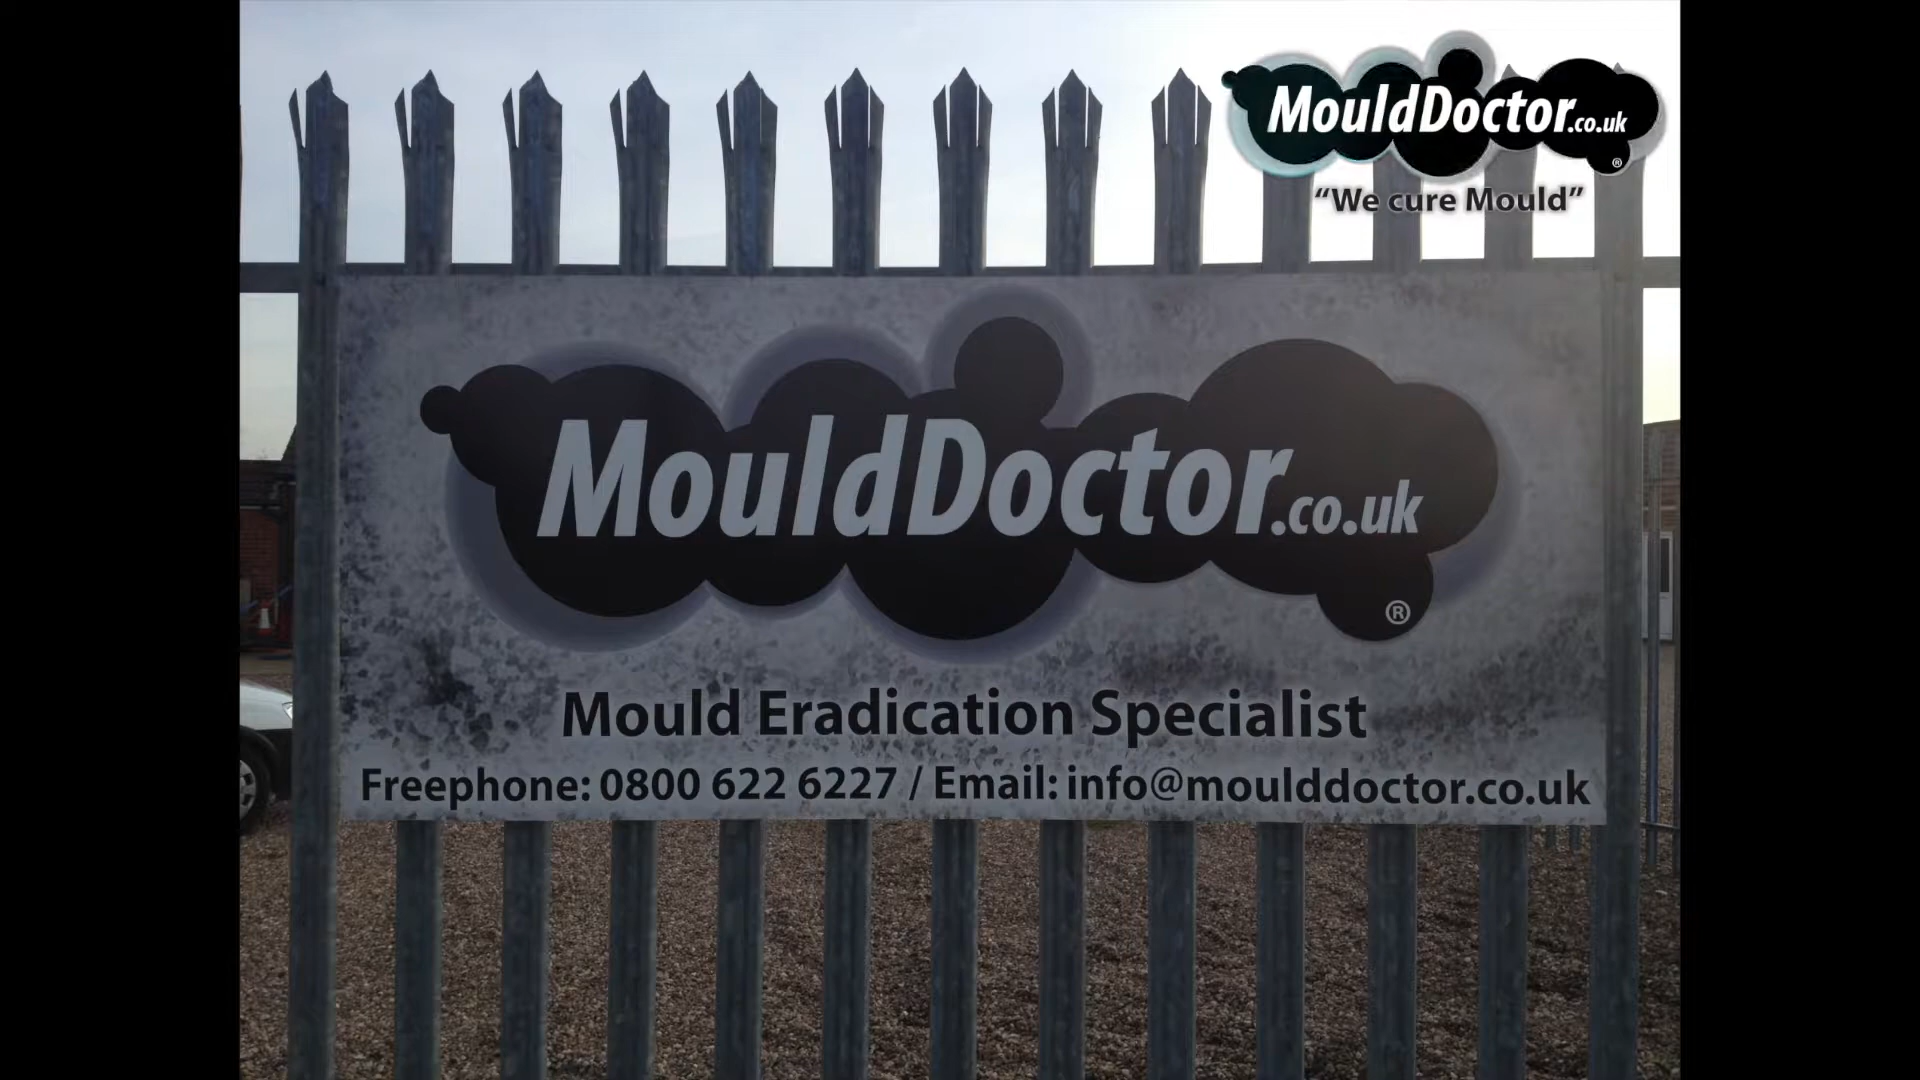 MouldDoctor.co.uk
®
“We cure Mould”
MouldDoctor.co.uk
®
Mould Eradication Specialist
Freephone: 0800 622 6227 / Email: info@moulddoctor.co.uk